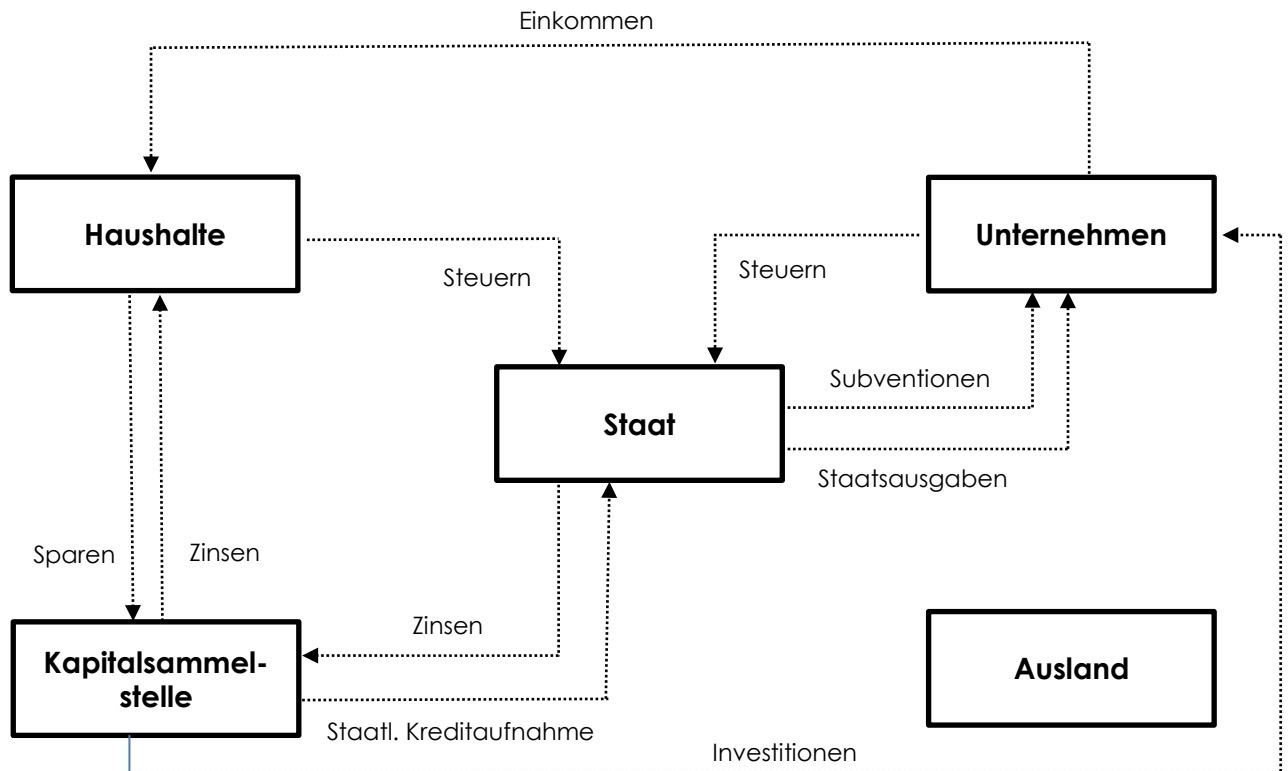 Einkommen
Haushalte
Unternehmen
Steuern
Steuern
Subventionen
Staat
Staatsausgaben
Sparen
Zinsen
Zinsen
Kapitalsammel-
stelle
Ausland
Staatl. Kreditaufnahme
Investitionen